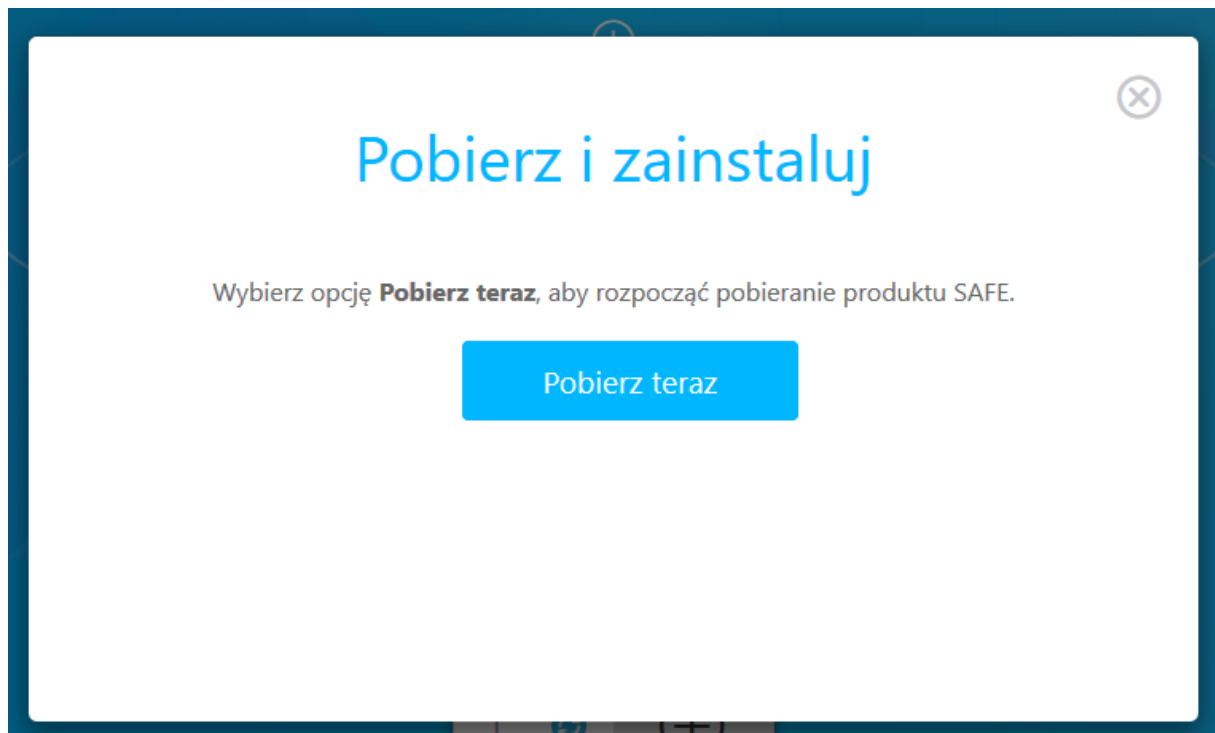 Pobierz i zainstaluj
Wybierz opcję Pobierz teraz, aby rozpocząć pobieranie produktu SAFE.
Pobierz teraz